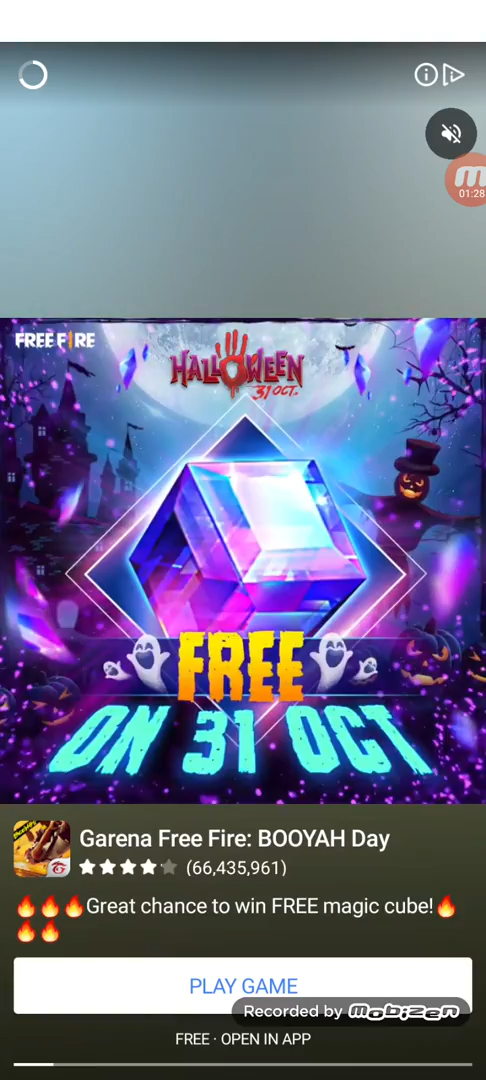 01:28
FREE FIRE
HALLOWEEN
31 OCT.
FREE
ON 31 OCT
Garena Free Fire: BOOYAH Day
(66,435,961)
🔥🔥🔥Great chance to win FREE magic cube!🔥
🔥🔥
PLAY GAME
Recorded by MOBIZEN
FREE · OPEN IN APP